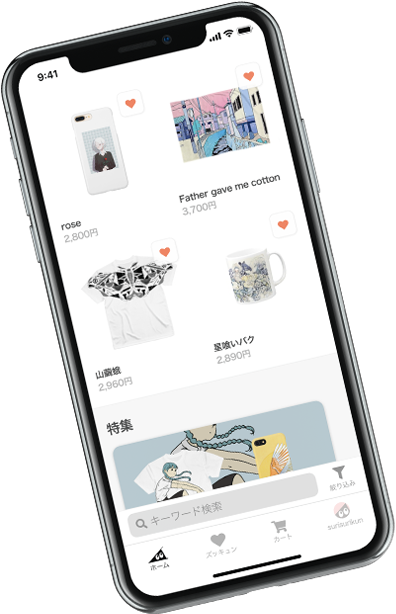 9:41
rose
2,800円
Father gave me cotton
3,700円
山繭娘
2,960円
茎喰いバク
2,890円
特集
キーワード検索
絞り込み
ホーム
ズッキュン
カート
surisurikun